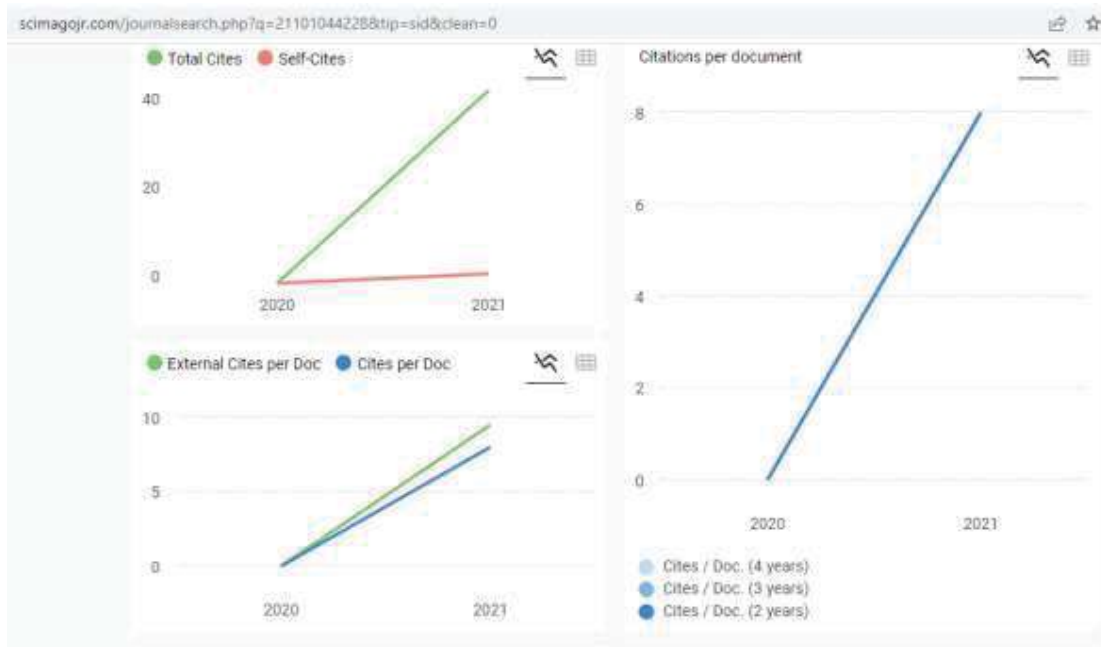 scimagojr.com/journalsearch.php?q=21101044228&tip=sid&clean=0
Total Cites Self-Cites
40
20
0
2020 2021
External Cites per Doc Cites per Doc
10
5
0
2020 2021
Citations per document
8
6
4
2
0
2020 2021
Cites / Doc. (4 years)
Cites / Doc. (3 years)
Cites / Doc. (2 years)